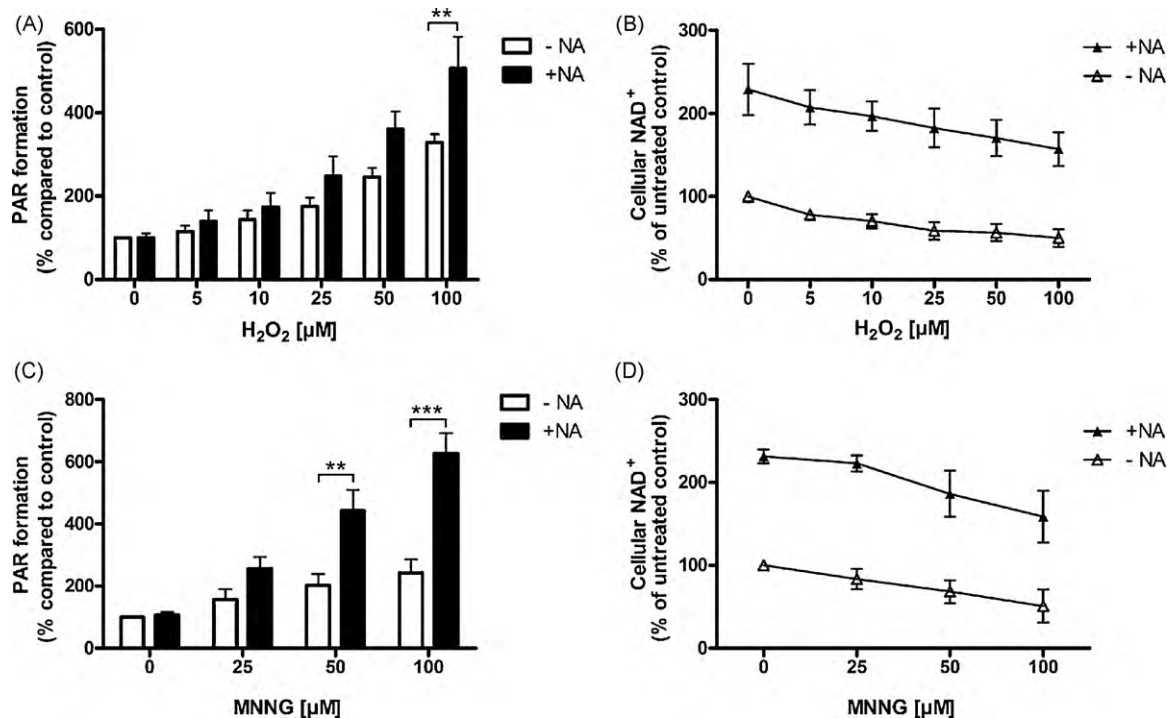 (A)
PAR formation
(% compared to control)
600
400
200
0
**
- NA
+NA
0 5 10 25 50 100
H₂O₂ [µM]
(B)
Cellular NAD⁺
(% of untreated control)
300
200
100
0
+NA
- NA
0 5 10 25 50 100
H₂O₂ [µM]
(C)
PAR formation
(% compared to control)
800
600
400
200
0
**
***
- NA
+NA
0 25 50 100
MNNG [µM]
(D)
Cellular NAD⁺
(% of untreated control)
300
200
100
0
+NA
- NA
0 25 50 100
MNNG [µM]